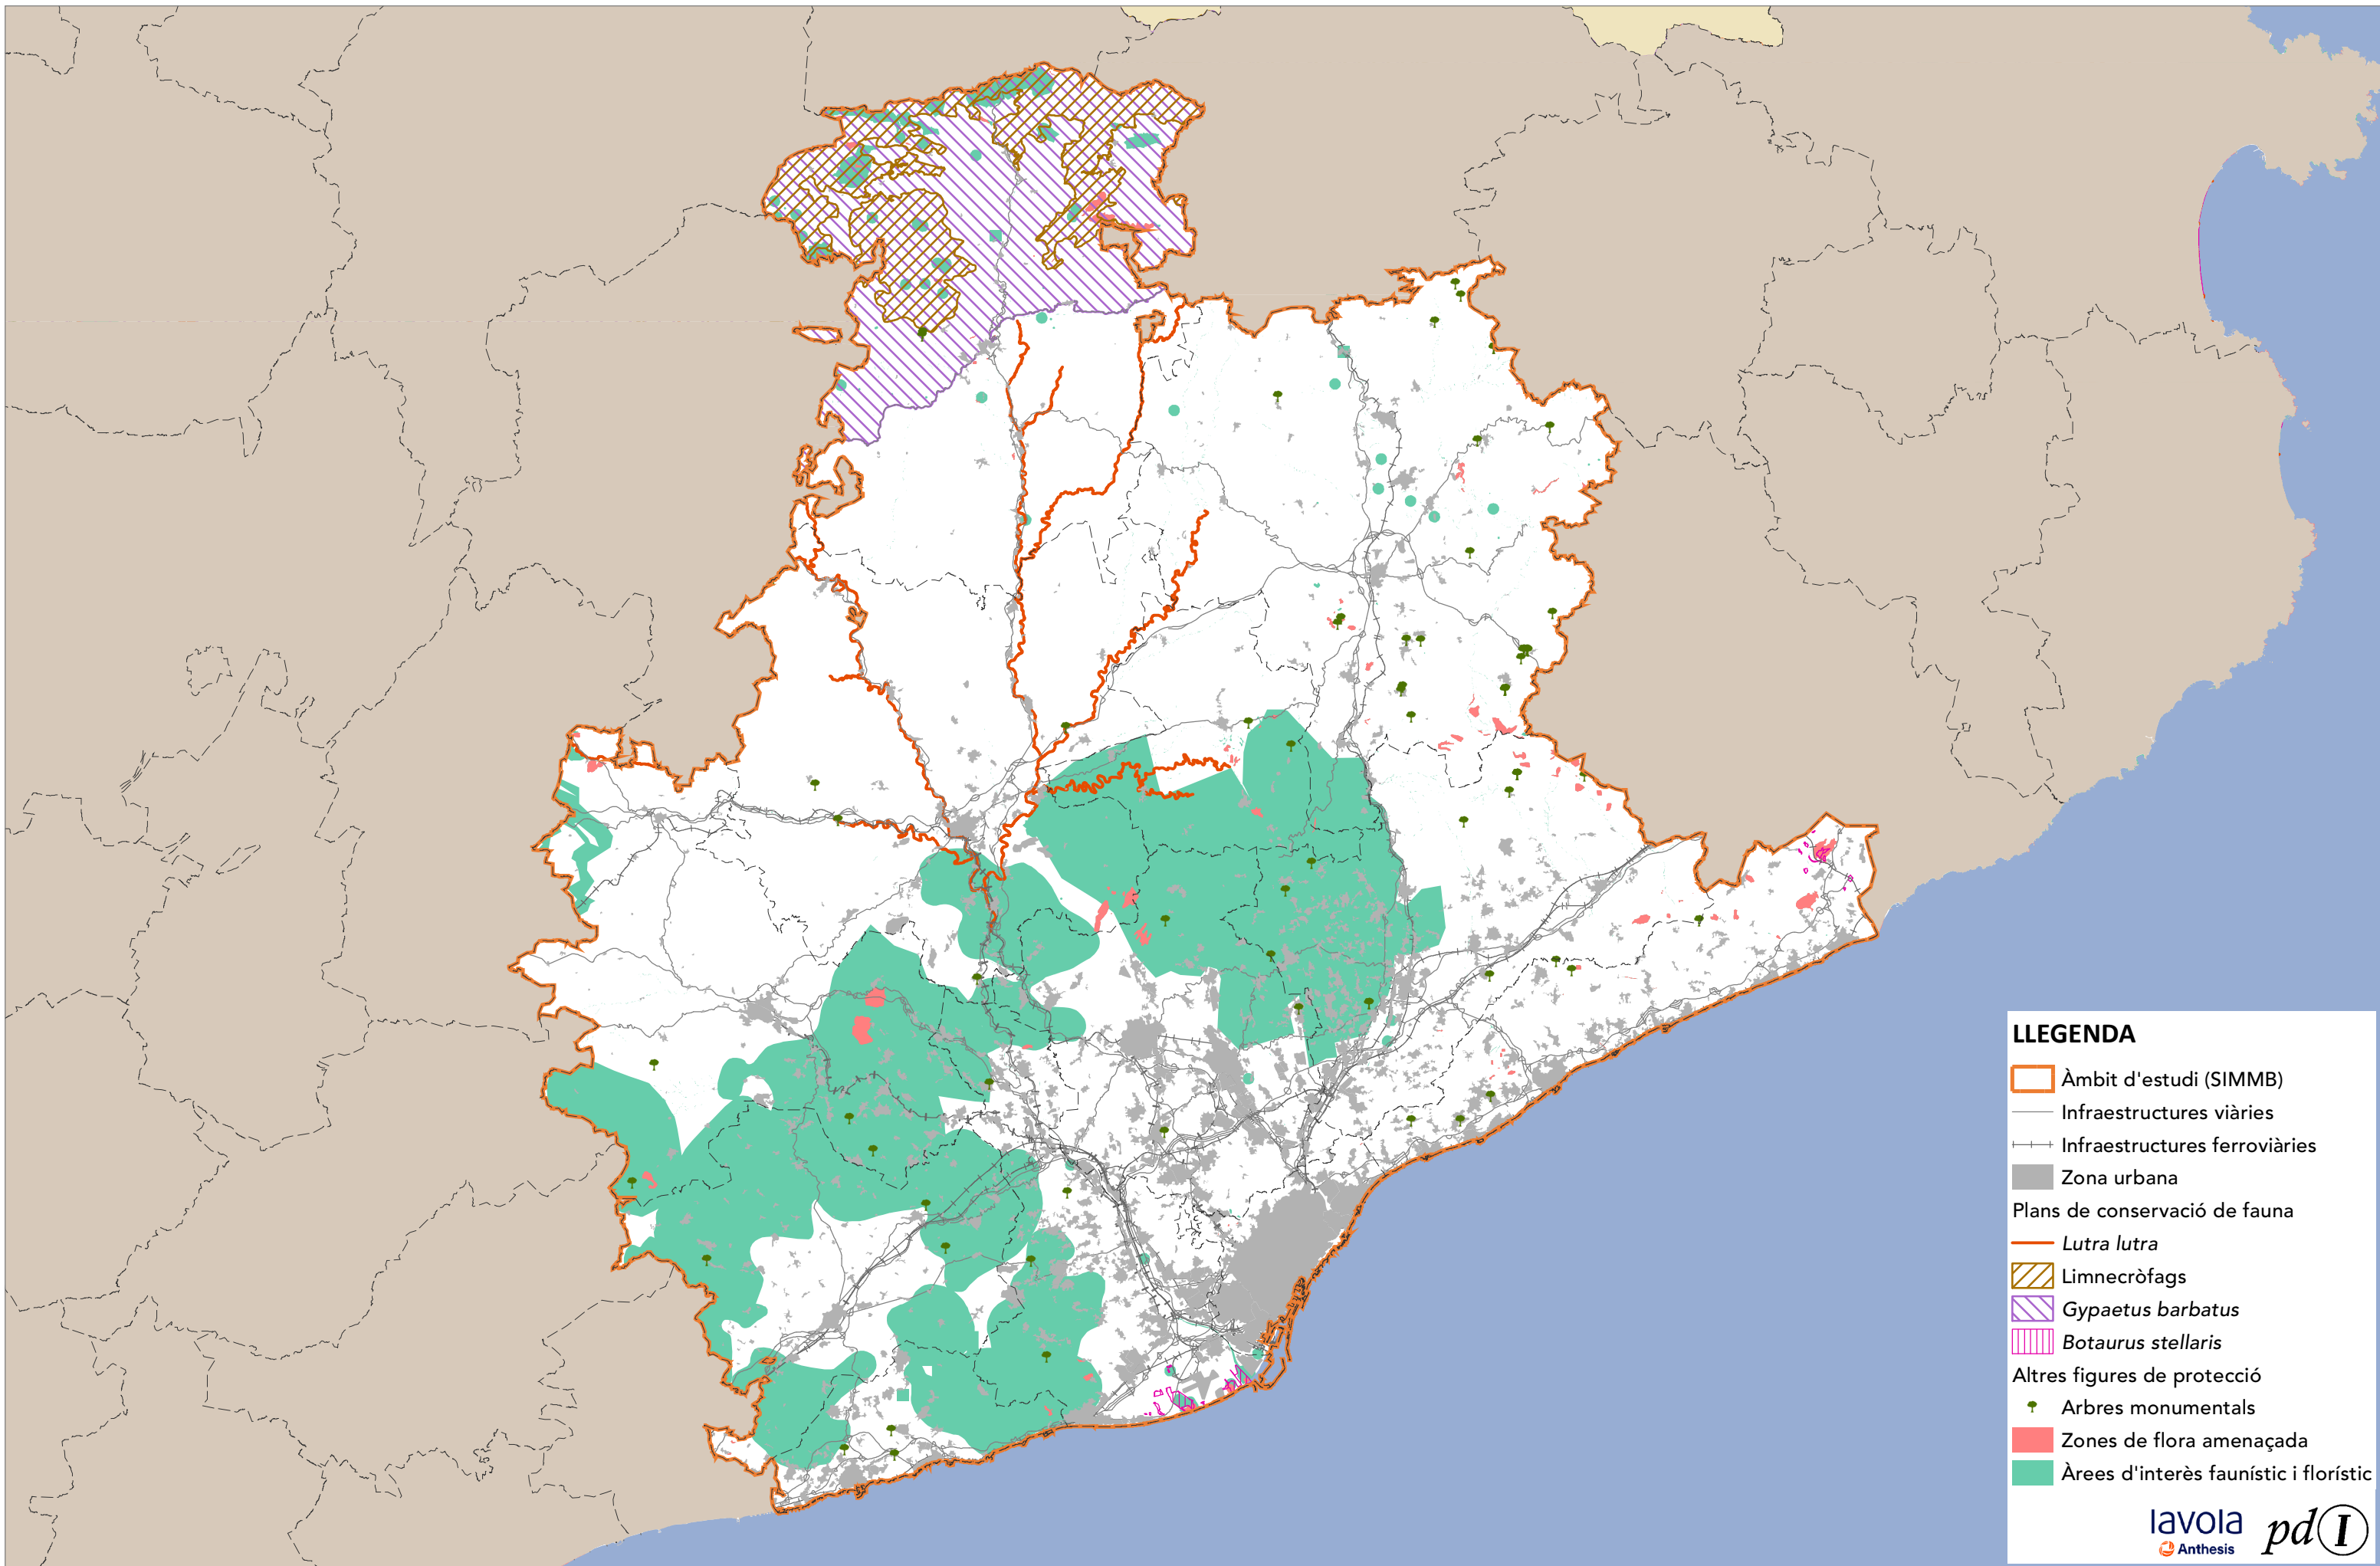 LLEGENDA
Àmbit d'estudi (SIMMB)
Infraestructures viàries
Infraestructures ferroviàries
Zona urbana
Plans de conservació de fauna
Lutra lutra
Limnecròfags
Gypaetus barbatus
Botaurus stellaris
Altres figures de protecció
Arbres monumentals
Zones de flora amenaçada
Àrees d'interès faunístic i florístic
lavola
Anthesis
pdI